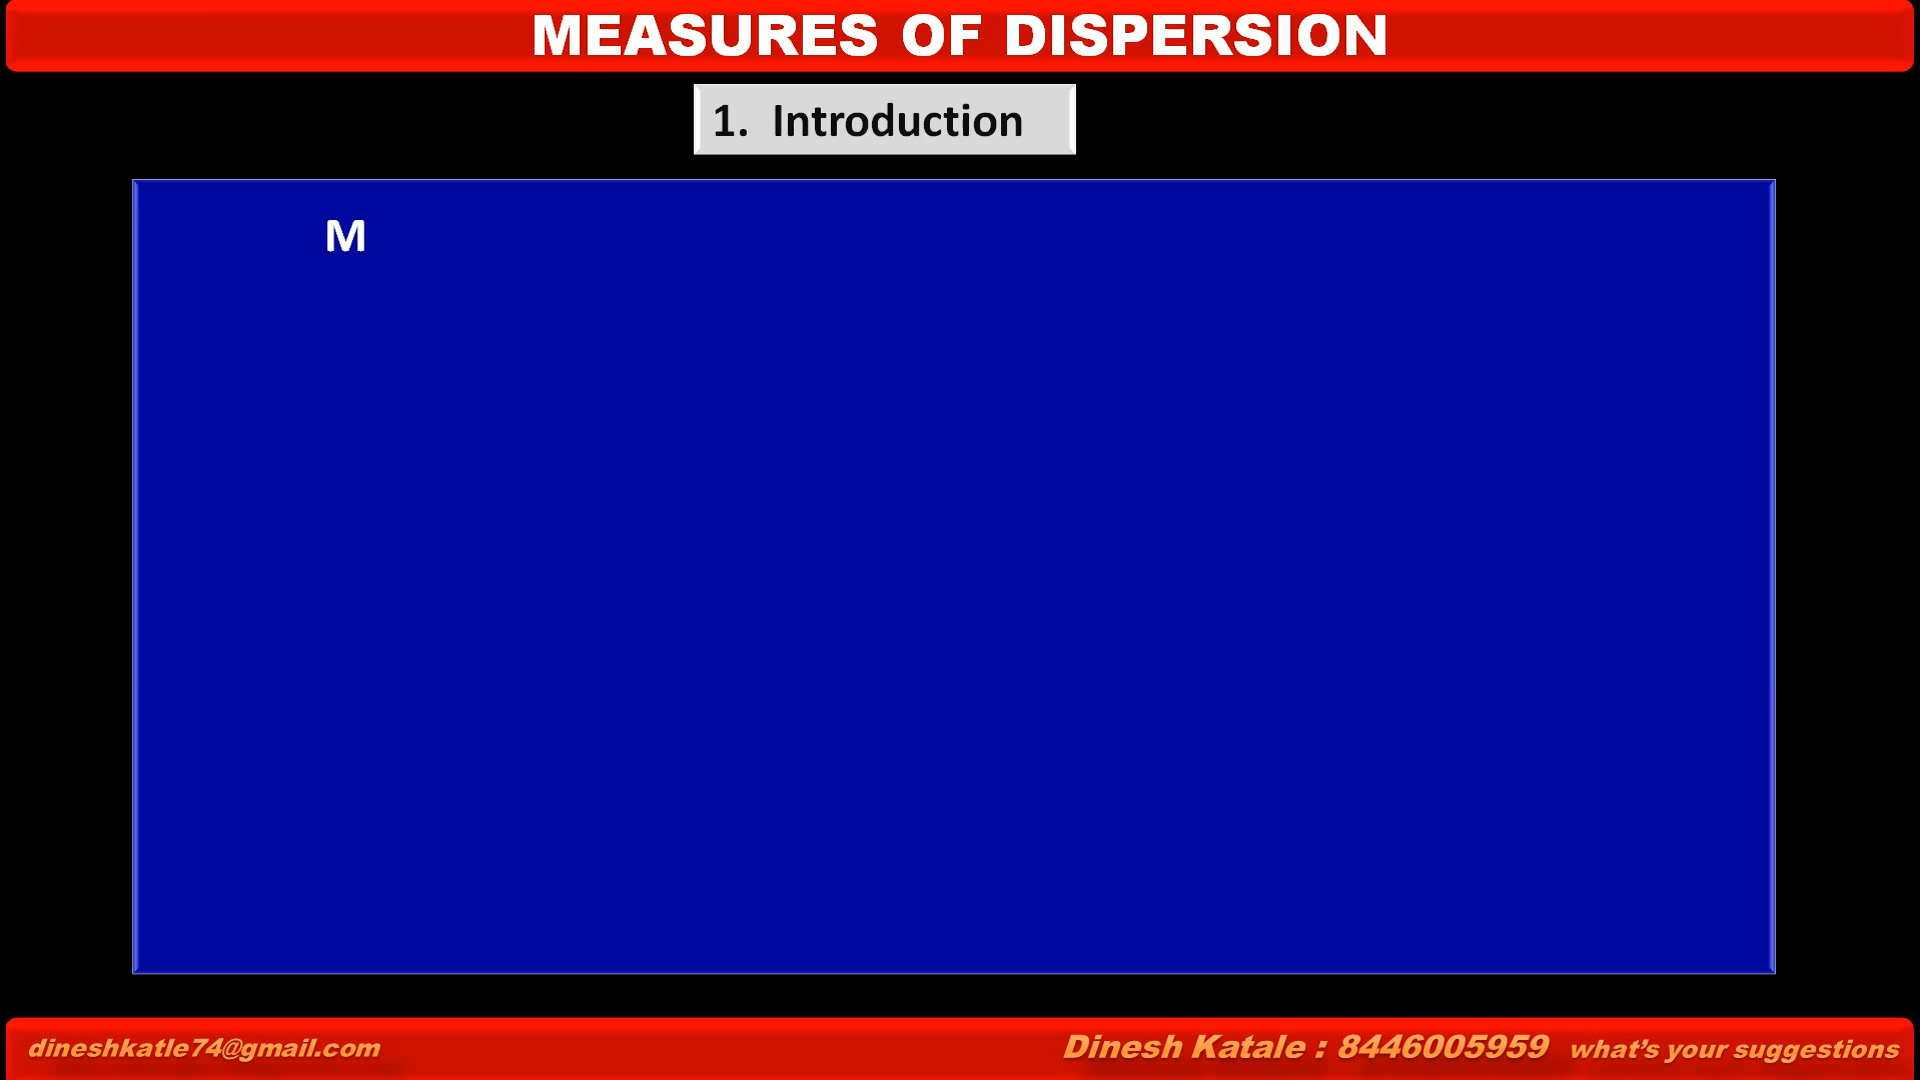 MEASURES OF DISPERSION
1. Introduction
M
dineshkatle74@gmail.com
Dinesh Katale : 8446005959 what's your suggestions